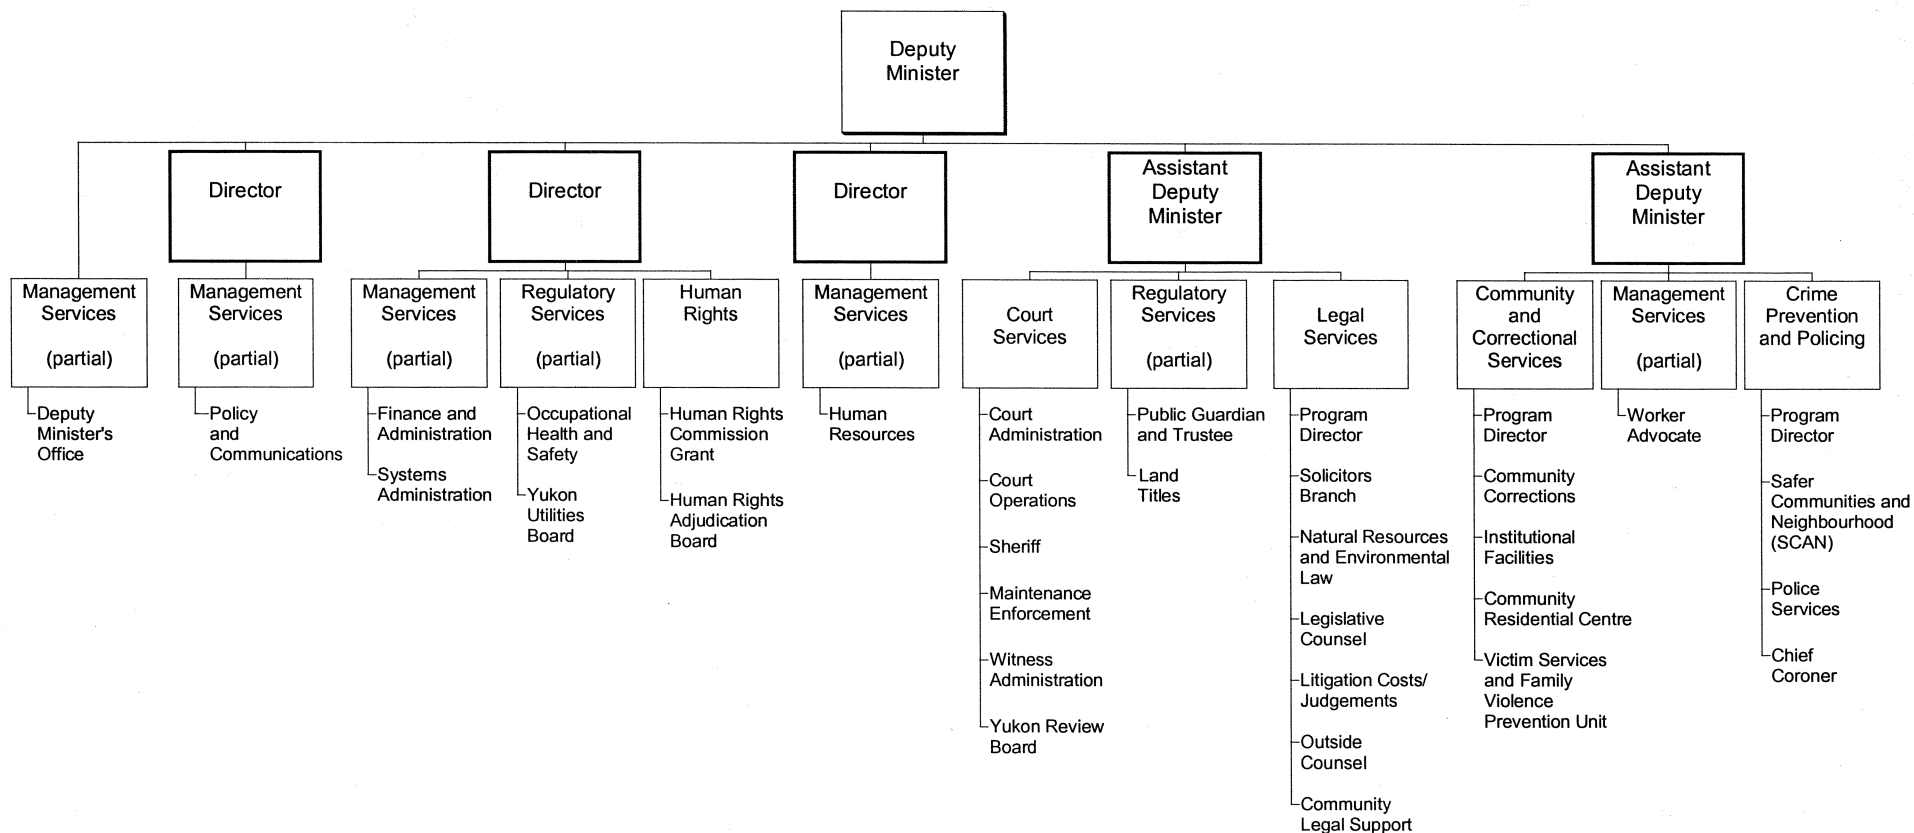 Deputy
Minister
Director
Director
Director
Assistant
Deputy
Minister
Assistant
Deputy
Minister
Management
Services
(partial)
Deputy
Minister's
Office
Management
Services
(partial)
Policy
and
Communications
Management
Services
(partial)
Finance and
Administration
Systems
Administration
Regulatory
Services
(partial)
Occupational
Health and
Safety
Yukon
Utilities
Board
Human
Rights
Human Rights
Commission
Grant
Human Rights
Adjudication
Board
Management
Services
(partial)
Human
Resources
Court
Services
Court
Administration
Court
Operations
Sheriff
Maintenance
Enforcement
Witness
Administration
Yukon Review
Board
Regulatory
Services
(partial)
Public Guardian
and Trustee
Land
Titles
Legal
Services
Program
Director
Solicitors
Branch
Natural Resources
and Environmental
Law
Legislative
Counsel
Litigation Costs/
Judgements
Outside
Counsel
Community
Legal Support
Community
and
Correctional
Services
Program
Director
Community
Corrections
Institutional
Facilities
Community
Residential Centre
Victim Services
and Family
Violence
Prevention Unit
Management
Services
(partial)
Worker
Advocate
Crime
Prevention
and Policing
Program
Director
Safer
Communities and
Neighbourhood
(SCAN)
Police
Services
Chief
Coroner